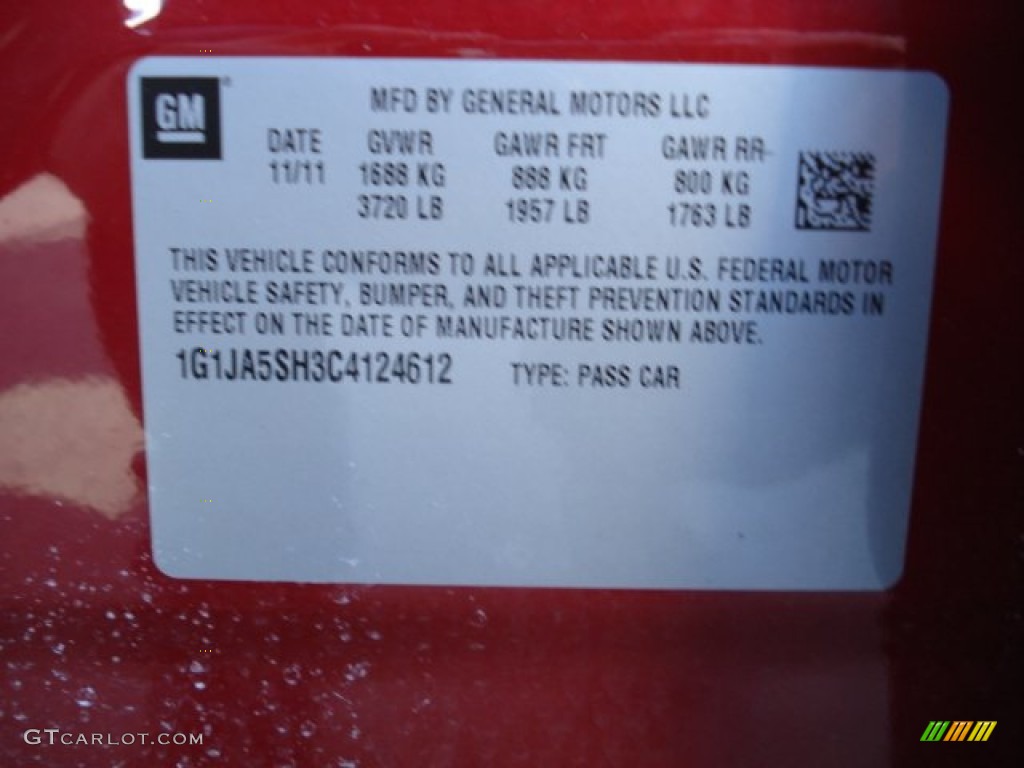 GM
MFD BY GENERAL MOTORS LLC
DATE GVWR GAWR FRT GAWR RR
11/11 1688 KG 888 KG 800 KG
3720 LB 1957 LB 1763 LB
THIS VEHICLE CONFORMS TO ALL APPLICABLE U.S. FEDERAL MOTOR
VEHICLE SAFETY, BUMPER, AND THEFT PREVENTION STANDARDS IN
EFFECT ON THE DATE OF MANUFACTURE SHOWN ABOVE.
1G1JA5SH3C4124612 TYPE: PASS CAR
GTCARLOT.COM